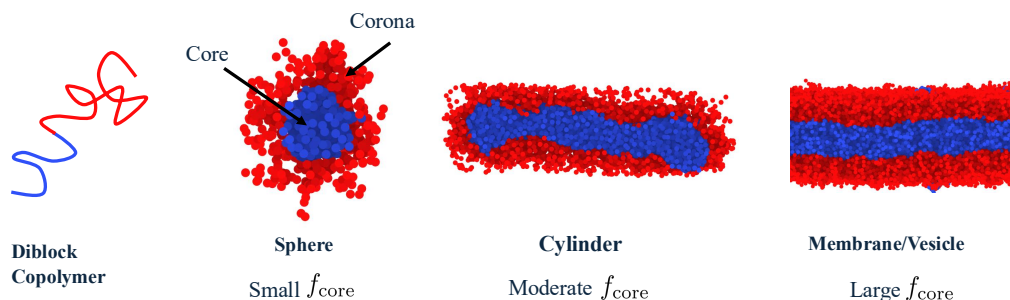 Corona
Core
Diblock
Copolymer
Sphere
Small f_core
Cylinder
Moderate f_core
Membrane/Vesicle
Large f_core